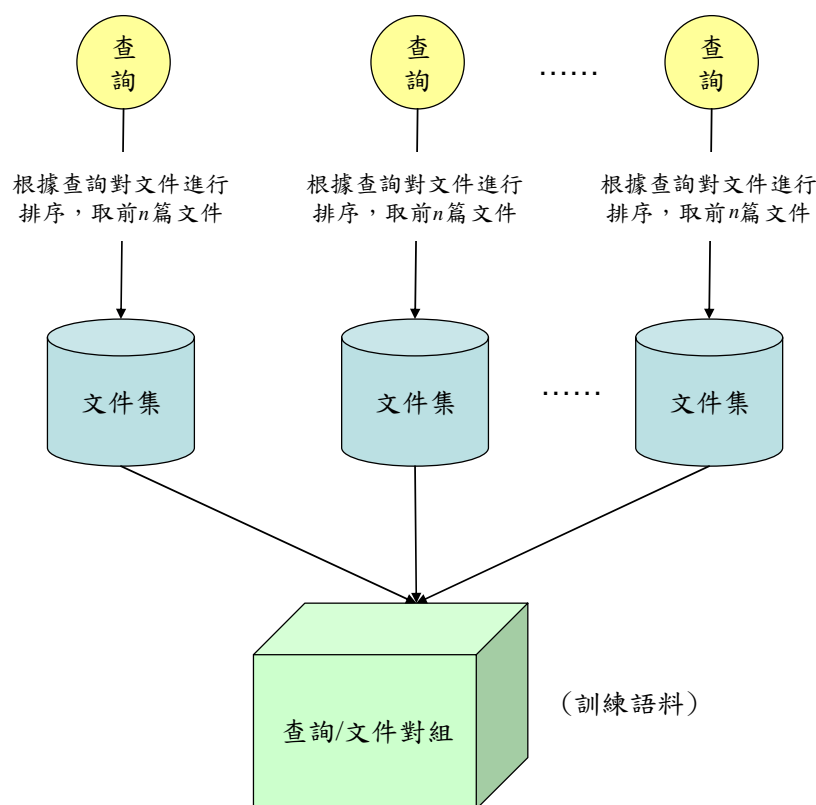 查
詢
查
詢
……
查
詢
根據查詢對文件進行
排序，取前n篇文件
根據查詢對文件進行
排序，取前n篇文件
根據查詢對文件進行
排序，取前n篇文件
文件集
文件集
……
文件集
查詢/文件對組
（訓練語料）